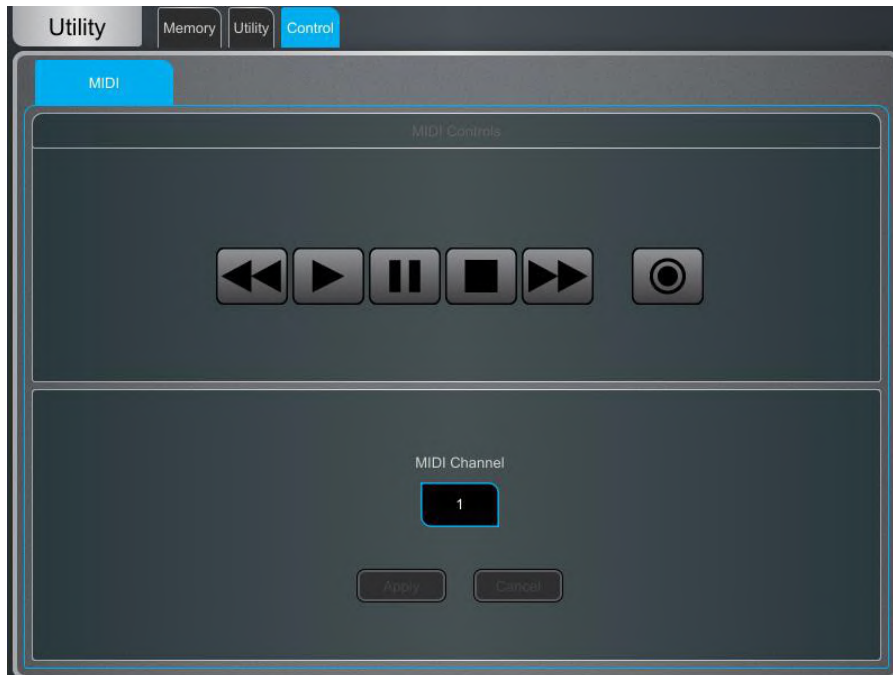 Utility
Memory
Utility
Control
MIDI
MIDI Controls
MIDI Channel
1
Apply
Cancel